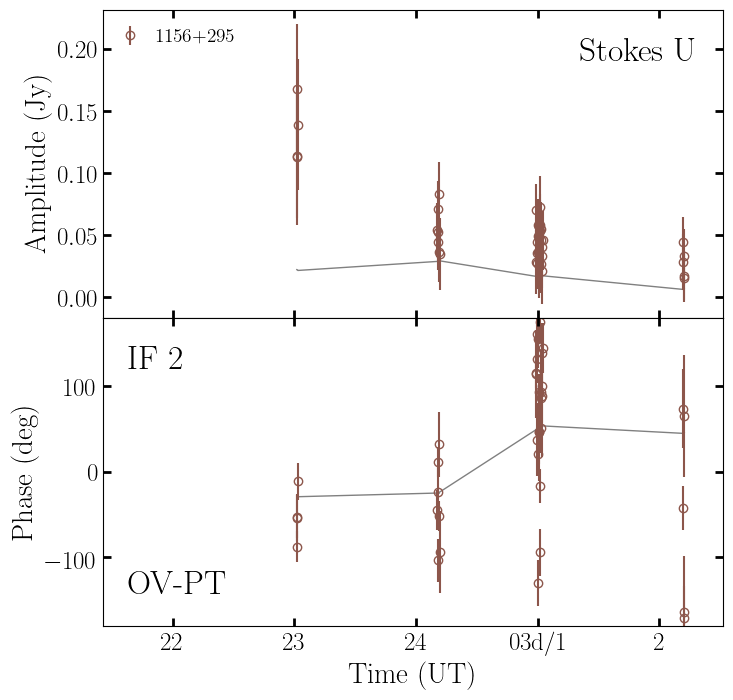 1156+295
Stokes U
0.20
0.15
0.10
0.05
0.00
Amplitude (Jy)
IF 2
100
0
−100
Phase (deg)
OV-PT
22 23 24 03d/1 2
Time (UT)